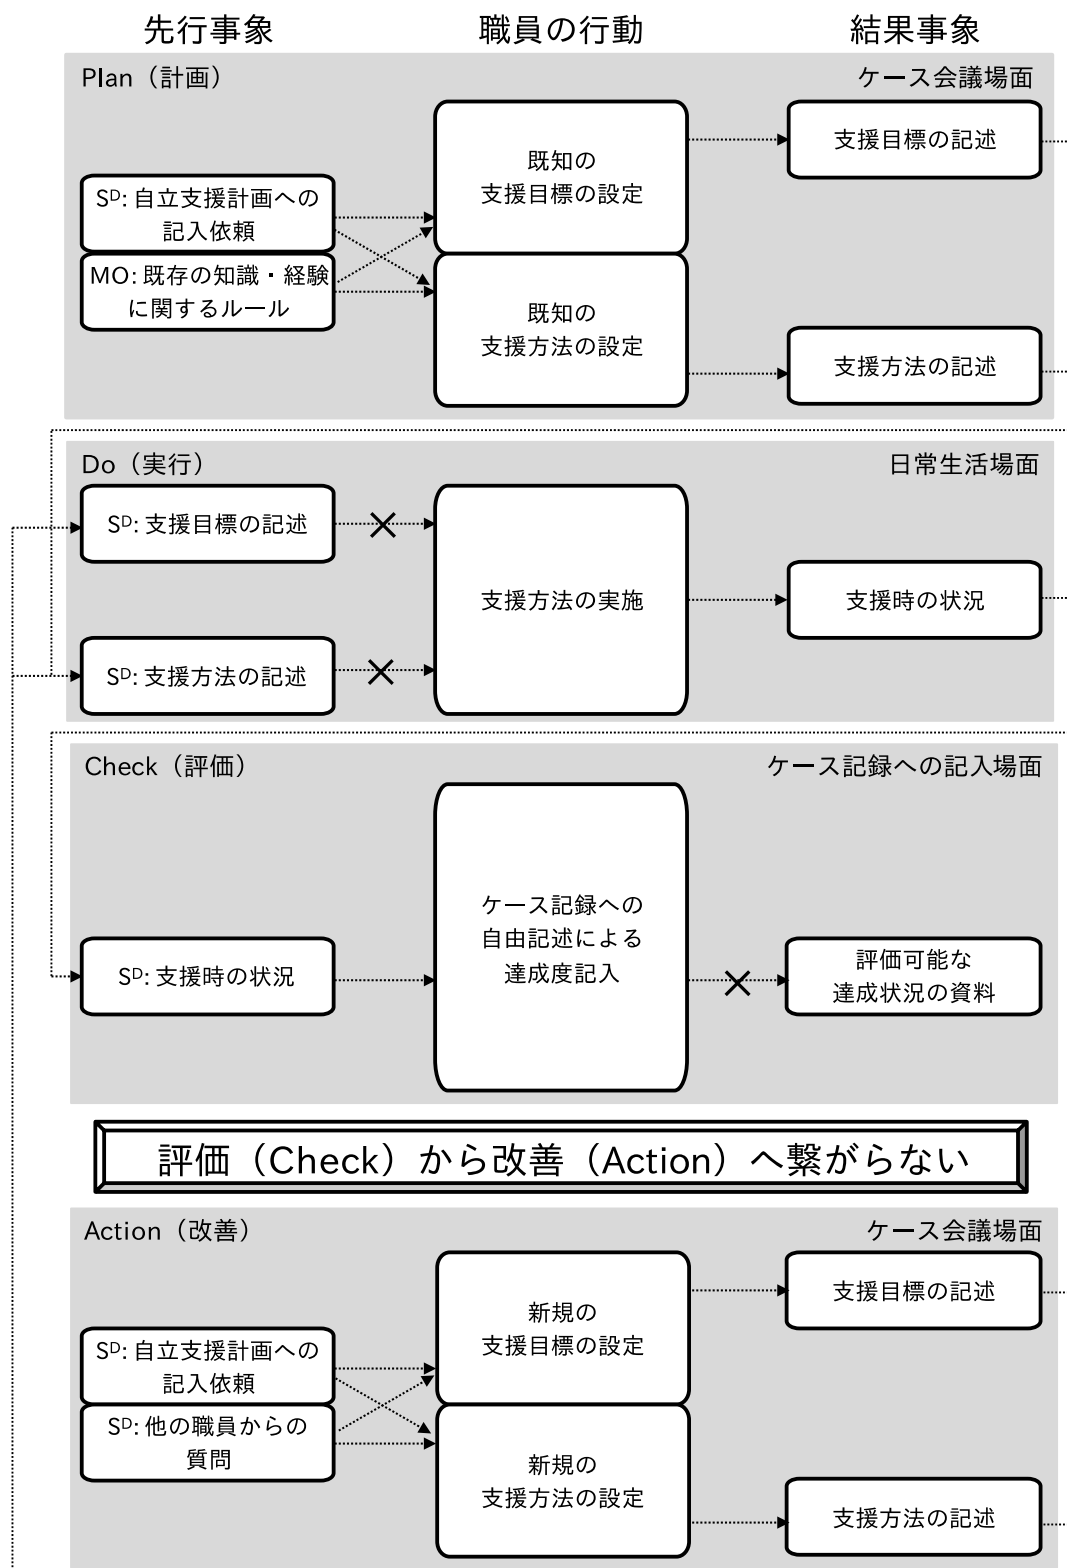 先行事象
職員の行動
結果事象
Plan（計画）
ケース会議場面
SD: 自立支援計画への
記入依頼
MO: 既存の知識・経験
に関するルール
既知の
支援目標の設定
既知の
支援方法の設定
支援目標の記述
支援方法の記述
Do（実行）
日常生活場面
SD: 支援目標の記述
SD: 支援方法の記述
支援方法の実施
支援時の状況
Check（評価）
ケース記録への記入場面
SD: 支援時の状況
ケース記録への
自由記述による
達成度記入
評価可能な
達成状況の資料
評価（Check）から改善（Action）へ繋がらない
Action（改善）
ケース会議場面
SD: 自立支援計画への
記入依頼
SD: 他の職員からの
質問
新規の
支援目標の設定
新規の
支援方法の設定
支援目標の記述
支援方法の記述